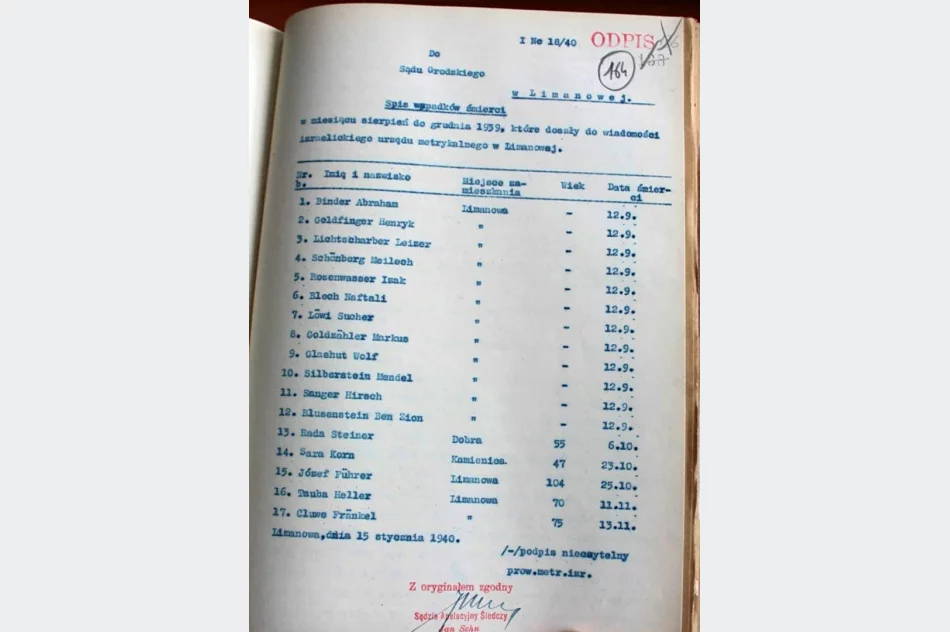 I Nc 18/40 ODPIS
164
Do
Sądu Grodzkiego
w Limanowej.
Spis wypadków śmierci
w miesiącu sierpień do grudnia 1939, które doszły do wiadomości
izraelickiego urzędu metrykalnego w Limanowej.
Nr. b. Imię i nazwisko Miejsce zamieszkania Wiek Data śmierci
1. Binder Abraham Limanowa - 12.9.
2. Goldfinger Henryk " - 12.9.
3. Lichtscharber Leizer " - 12.9.
4. Schönberg Meilech " - 12.9.
5. Rosenwasser Izak " - 12.9.
6. Blech Naftali " - 12.9.
7. Löwi Sucher " - 12.9.
8. Goldzähler Markus " - 12.9.
9. Glashut Wolf " - 12.9.
10. Silberstein Mendel " - 12.9.
11. Sanger Hirsch " - 12.9.
12. Blusenstein Ben Zion " - 12.9.
13. Rada Steiner Dobra 55 6.10.
14. Sara Korn Kamienica 47 23.10.
15. Józef Führer Limanowa 104 25.10.
16. Tauba Heller Limanowa 70 11.11.
17. Cluwe Fränkel " 75 13.11.
Limanowa,dnia 15 stycznia 1940.
/-/podpis nieczytelny
prow.metr.izr.
Z oryginałem zgodny
Sędzia Apelacyjny Śledczy
Jan Sehn